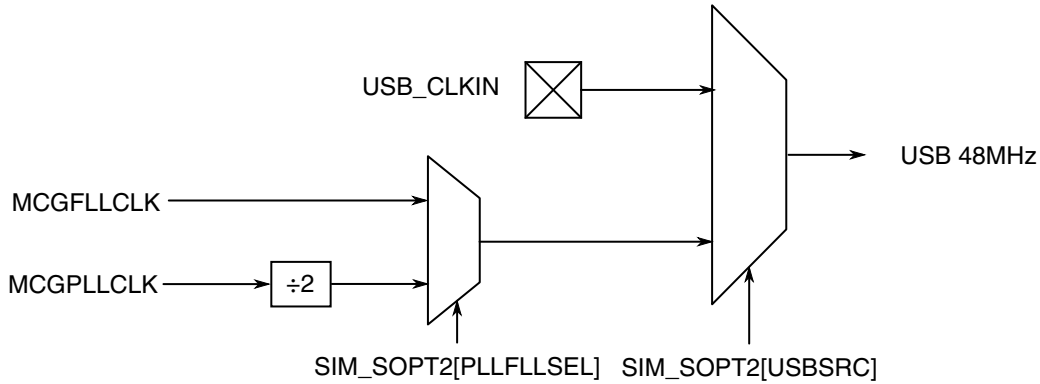 USB_CLKIN
USB 48MHz
MCGFLLCLK
MCGPLLCLK
÷2
SIM_SOPT2[PLLFLLSEL]
SIM_SOPT2[USBSRC]